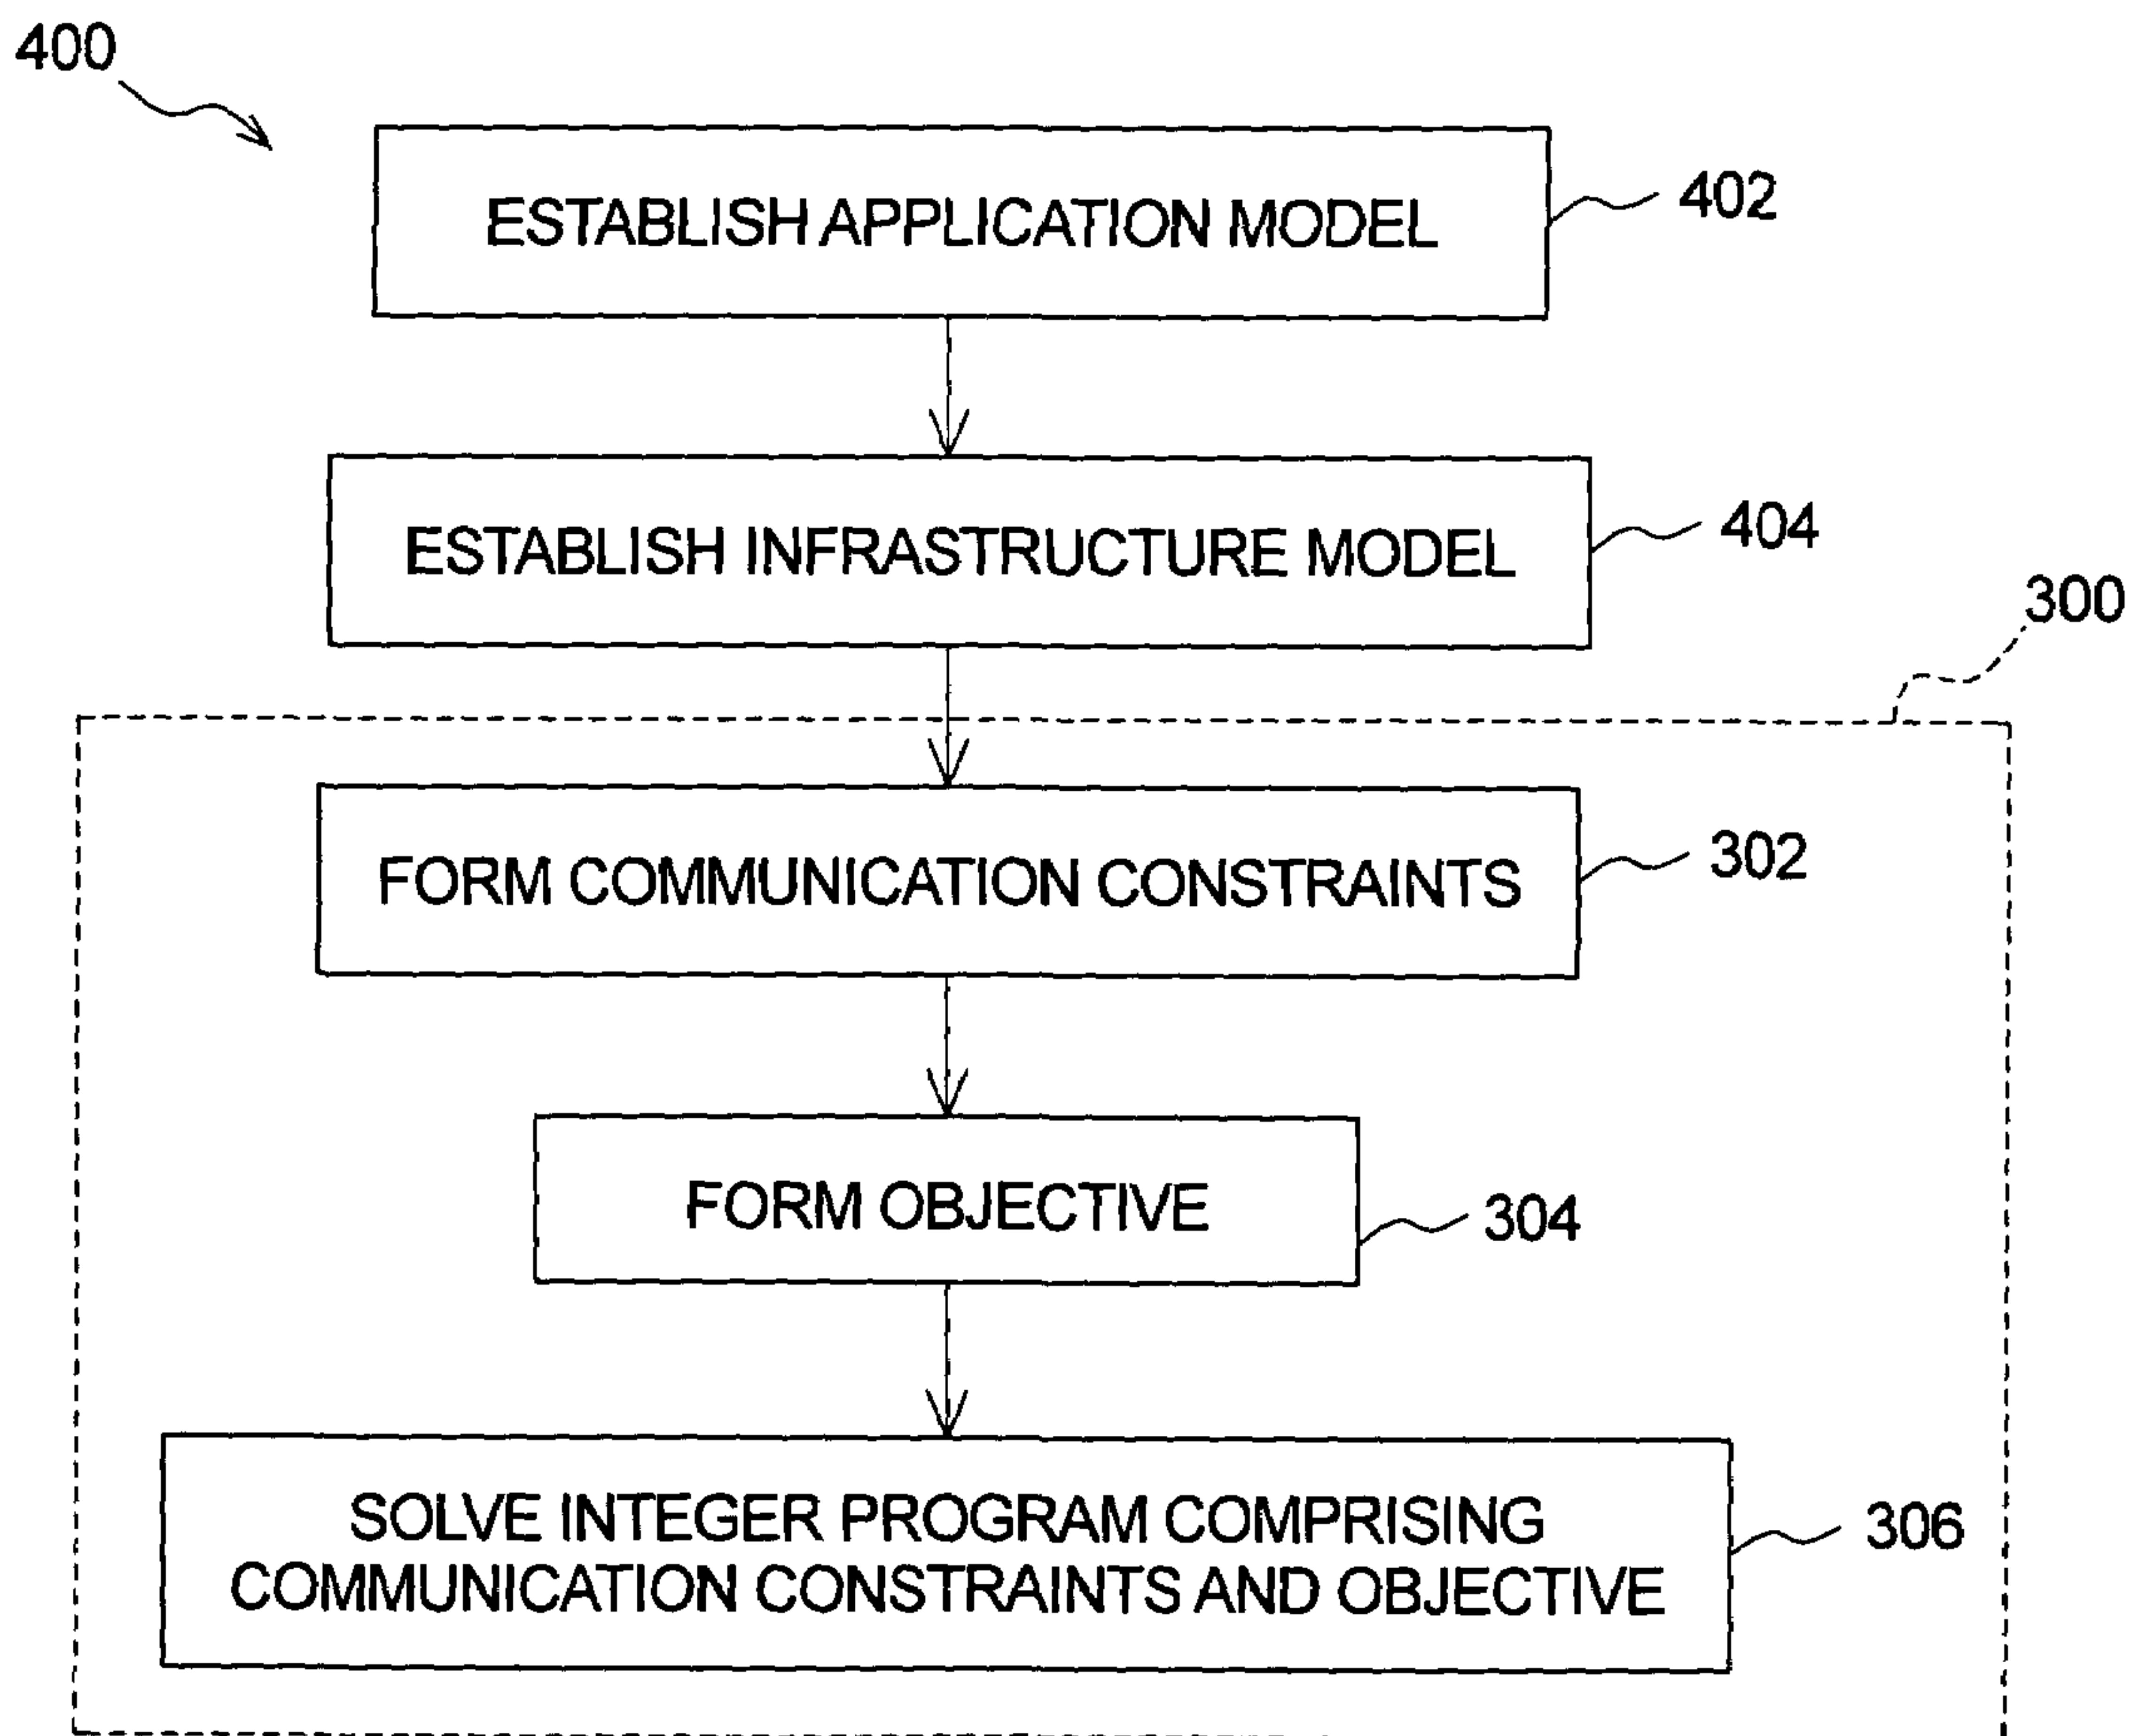 400
ESTABLISH APPLICATION MODEL
402
ESTABLISH INFRASTRUCTURE MODEL
404
300
FORM COMMUNICATION CONSTRAINTS
302
FORM OBJECTIVE
304
SOLVE INTEGER PROGRAM COMPRISING
COMMUNICATION CONSTRAINTS AND OBJECTIVE
306